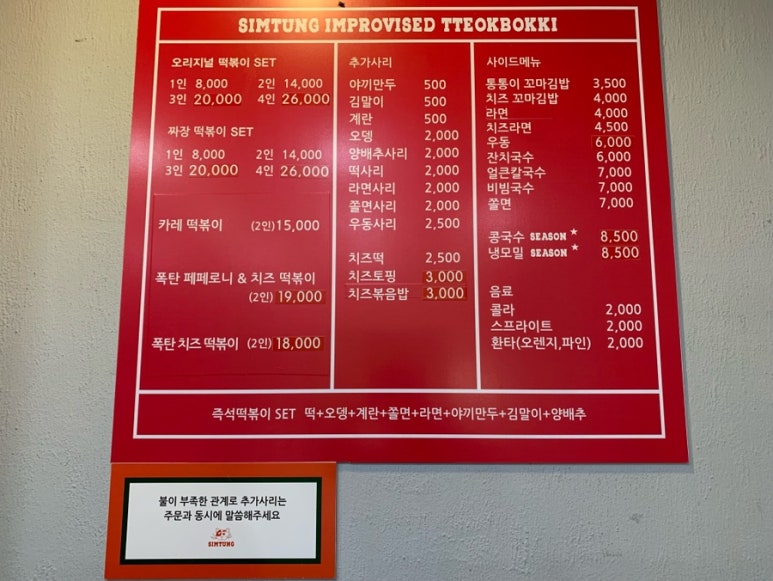 SIMTUNG IMPROVISED TTEOKBOKKI
오리지널 떡볶이 SET
1인 8,000 2인 14,000
3인 20,000 4인 26,000
짜장 떡볶이 SET
1인 8,000 2인 14,000
3인 20,000 4인 26,000
카레 떡볶이 (2인) 15,000
폭탄 페페로니 & 치즈 떡볶이
(2인) 19,000
폭탄 치즈 떡볶이 (2인) 18,000
추가사리
야끼만두 500
김말이 500
계란 500
오뎅 2,000
양배추사리 2,000
떡사리 2,000
라면사리 2,000
쫄면사리 2,000
우동사리 2,500
치즈떡 2,500
치즈토핑 3,000
치즈볶음밥 3,000
사이드메뉴
통통이 꼬마김밥 3,500
치즈 꼬마김밥 4,000
라면 4,000
치즈라면 4,500
우동 6,000
잔치국수 6,000
얼큰칼국수 7,000
비빔국수 7,000
쫄면 7,000
콩국수 SEASON ★ 8,500
냉모밀 SEASON ★ 8,500
음료
콜라 2,000
스프라이트 2,000
환타(오렌지,파인) 2,000
즉석떡볶이 SET 떡+오뎅+계란+쫄면+라면+야끼만두+김말이+양배추
불이 부족한 관계로 추가사리는
주문과 동시에 말씀해주세요
SIMTUNG